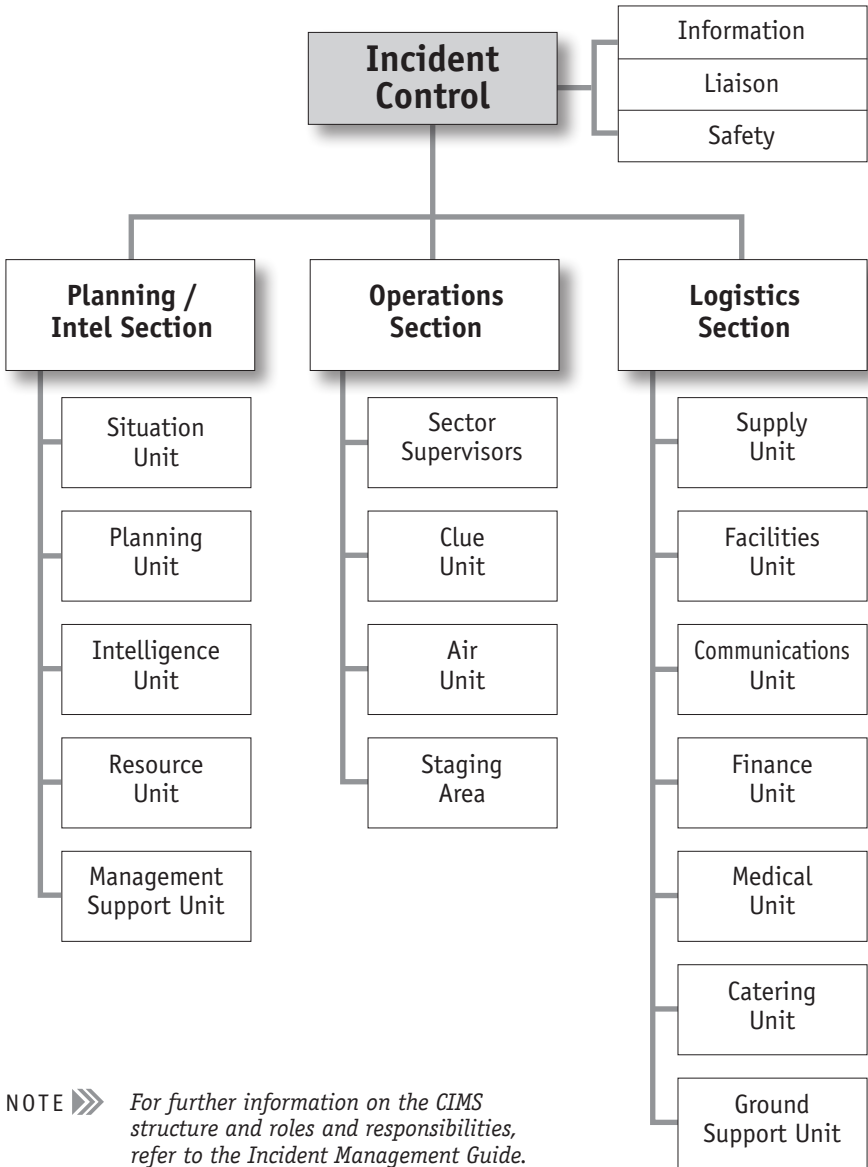 Incident
Control
Information
Liaison
Safety
Planning /
Intel Section
Situation
Unit
Planning
Unit
Intelligence
Unit
Resource
Unit
Management
Support Unit
Operations
Section
Sector
Supervisors
Clue
Unit
Air
Unit
Staging
Area
Logistics
Section
Supply
Unit
Facilities
Unit
Communications
Unit
Finance
Unit
Medical
Unit
Catering
Unit
Ground
Support Unit
NOTE For further information on the CIMS
structure and roles and responsibilities,
refer to the Incident Management Guide.